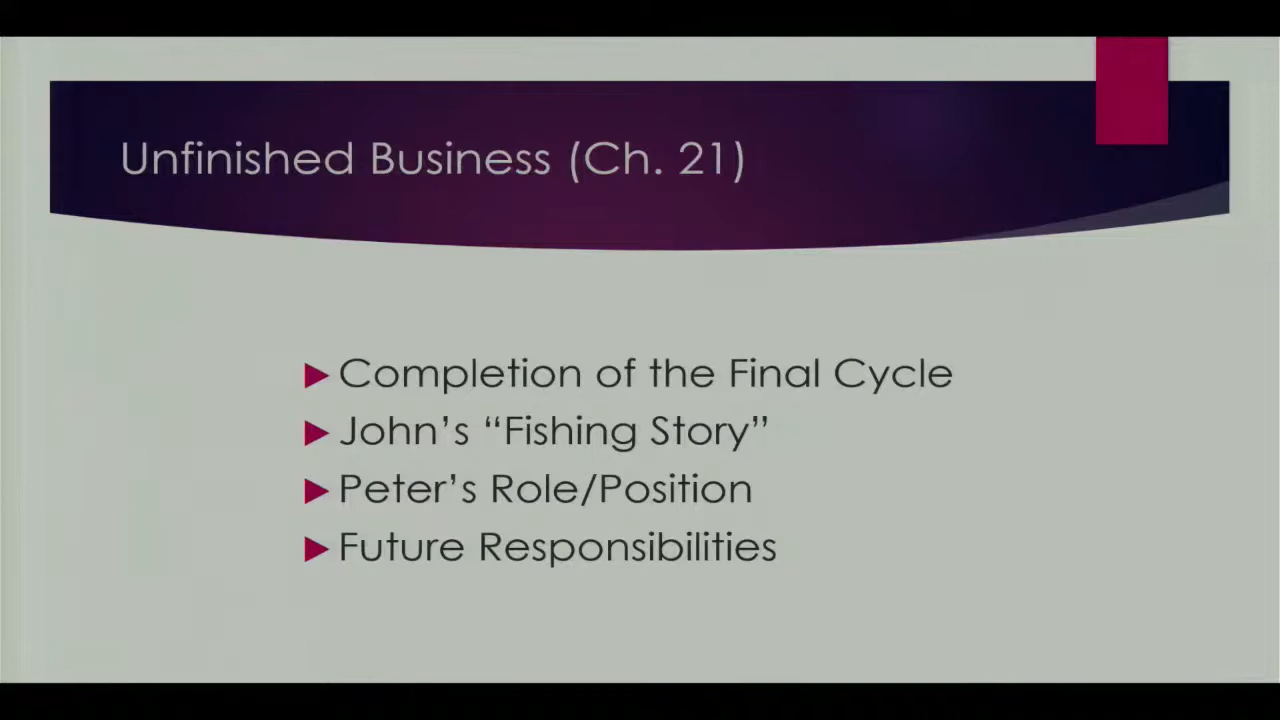 Unfinished Business (Ch. 21)
Completion of the Final Cycle
John’s “Fishing Story”
Peter’s Role/Position
Future Responsibilities